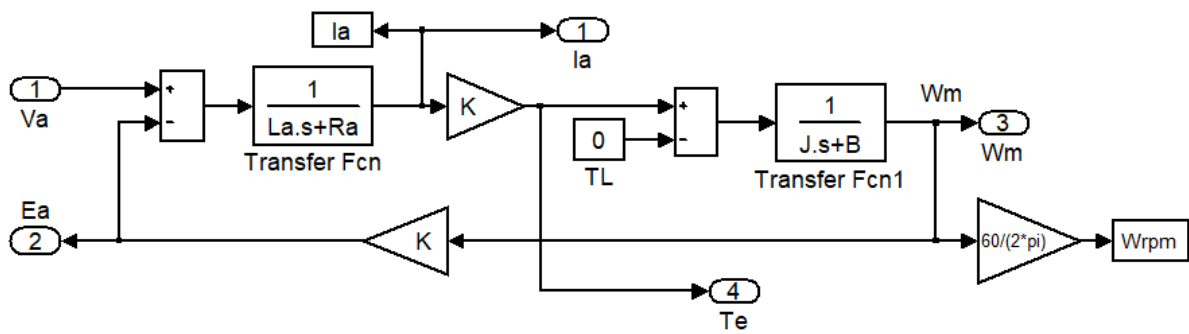 Ia
1
Ia
1
Va
+
−
1
La.s+Ra
Transfer Fcn
K
0
TL
+
−
1
J.s+B
Transfer Fcn1
Wm
3
Wm
Ea
2
K
60/(2*pi)
Wrpm
4
Te